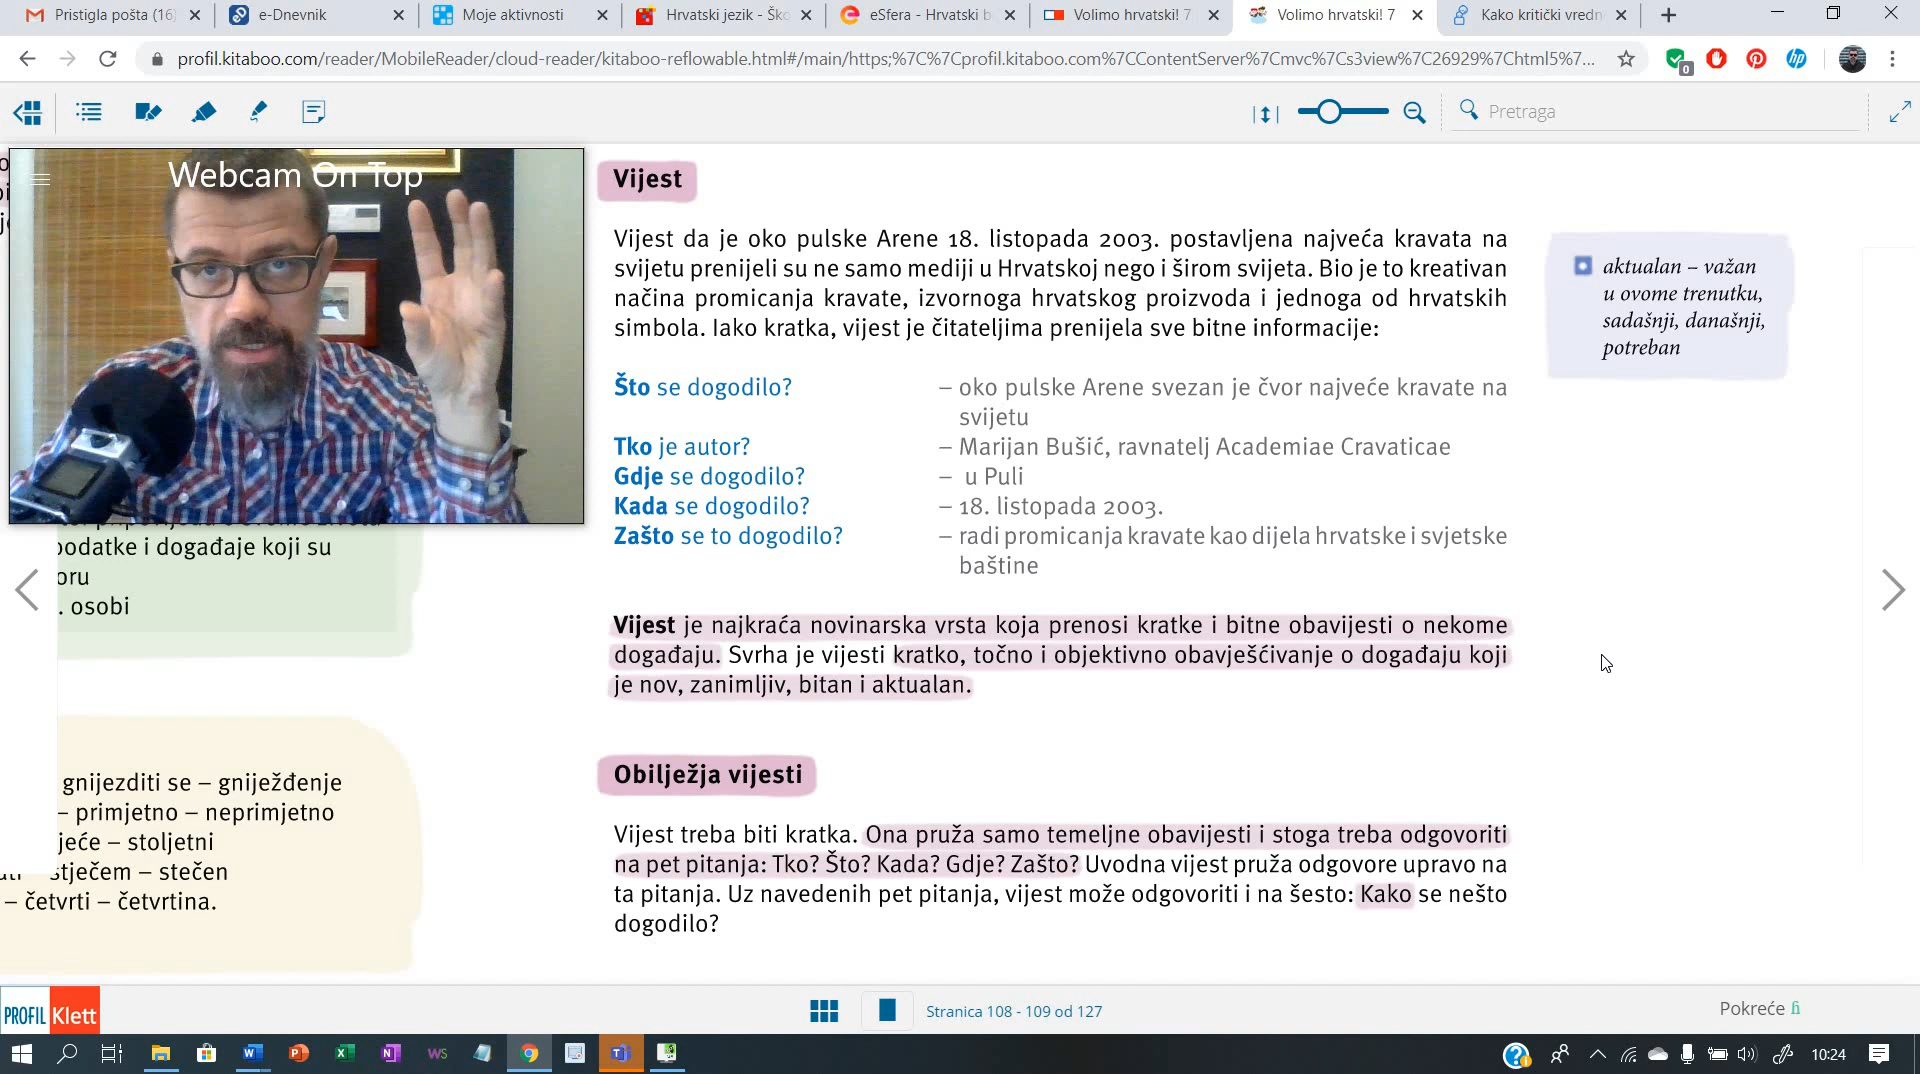 Pristigla pošta (16)
e-Dnevnik
Moje aktivnosti
Hrvatski jezik - Ško
eSfera - Hrvatski
Volimo hrvatski! 7
Volimo hrvatski! 7
Kako kritički vredn
profil.kitaboo.com/reader/MobileReader/cloud-reader/kitaboo-reflowable.html#/main/https;%7C%7Cprofil.kitaboo.com%7CContentServer%7Cmvc%7Cs3view%7C26929%7Chtml5%7...
0
hp
Pretraga
Webcam On Top
Vijest
Vijest da je oko pulske Arene 18. listopada 2003. postavljena najveća kravata na
svijetu prenijeli su ne samo mediji u Hrvatskoj nego i širom svijeta. Bio je to kreativan
načina promicanja kravate, izvornoga hrvatskog proizvoda i jednoga od hrvatskih
simbola. Iako kratka, vijest je čitateljima prenijela sve bitne informacije:
Što se dogodilo? – oko pulske Arene svezan je čvor najveće kravate na
svijetu
Tko je autor? – Marijan Bušić, ravnatelj Academiae Cravaticae
Gdje se dogodilo? – u Puli
Kada se dogodilo? – 18. listopada 2003.
Zašto se to dogodilo? – radi promicanja kravate kao dijela hrvatske i svjetske
baštine
Vijest je najkraća novinarska vrsta koja prenosi kratke i bitne obavijesti o nekome
događaju. Svrha je vijesti kratko, točno i objektivno obavješćivanje o događaju koji
je nov, zanimljiv, bitan i aktualan.
Obilježja vijesti
Vijest treba biti kratka. Ona pruža samo temeljne obavijesti i stoga treba odgovoriti
na pet pitanja: Tko? Što? Kada? Gdje? Zašto? Uvodna vijest pruža odgovore upravo na
ta pitanja. Uz navedenih pet pitanja, vijest može odgovoriti i na šesto: Kako se nešto
dogodilo?
aktualan – važan
u ovome trenutku,
sadašnji, današnji,
potreban
podatke i događaje koji su
oru
. osobi
gnijezditi se – gniježđenje
– primjetno – neprimjetno
jeće – stoljetni
stječem – stečen
– četvrti – četvrtina.
PROFIL Klett
Stranica 108 - 109 od 127
Pokreće
10:24